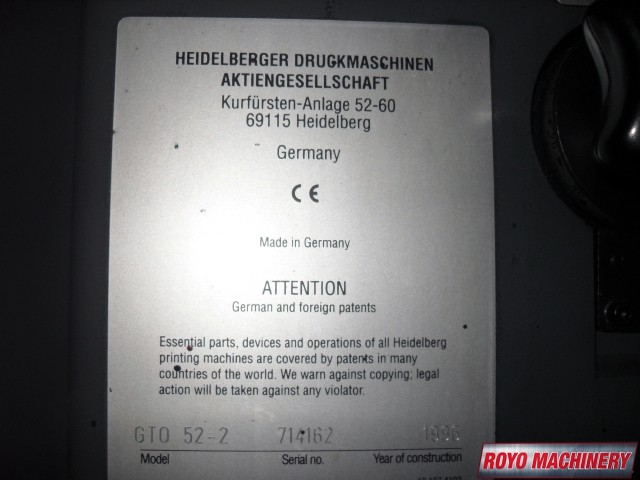 HEIDELBERGER DRUCKMASCHINEN
AKTIENGESELLSCHAFT
Kurfürsten-Anlage 52-60
69115 Heidelberg
Germany
CE
Made in Germany
ATTENTION
German and foreign patents
Essential parts, devices and operations of all Heidelberg
printing machines are covered by patents in many
countries of the world. We warn against copying; legal
action will be taken against any violator.
GTO 52-2 714162 1996
Model Serial no. Year of construction
ROYO MACHINERY